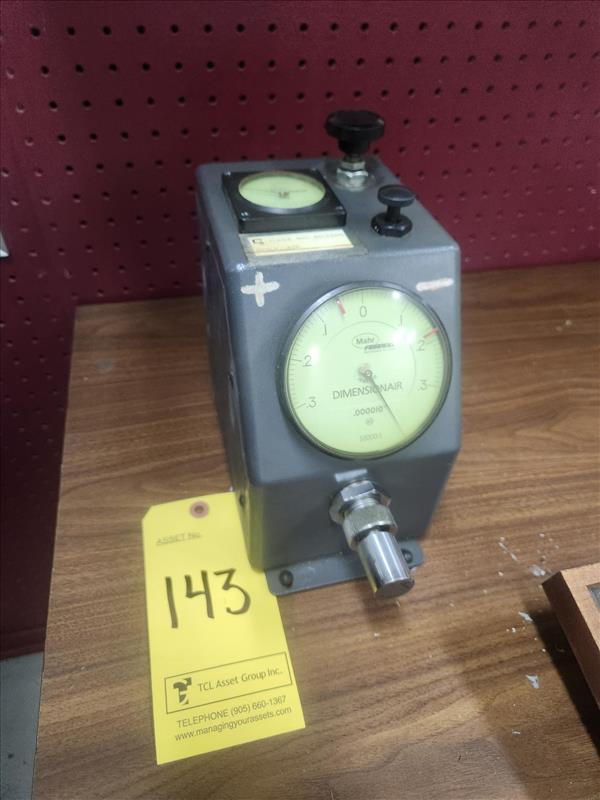 .1 0 .1
.2 .2
.3 .3
Mahr
FEDERAL
DIMENSIONAIR
.000010"
+
ASSET No.
143
TCL Asset Group Inc.
TELEPHONE (905) 660-1367
www.managingyourassets.com